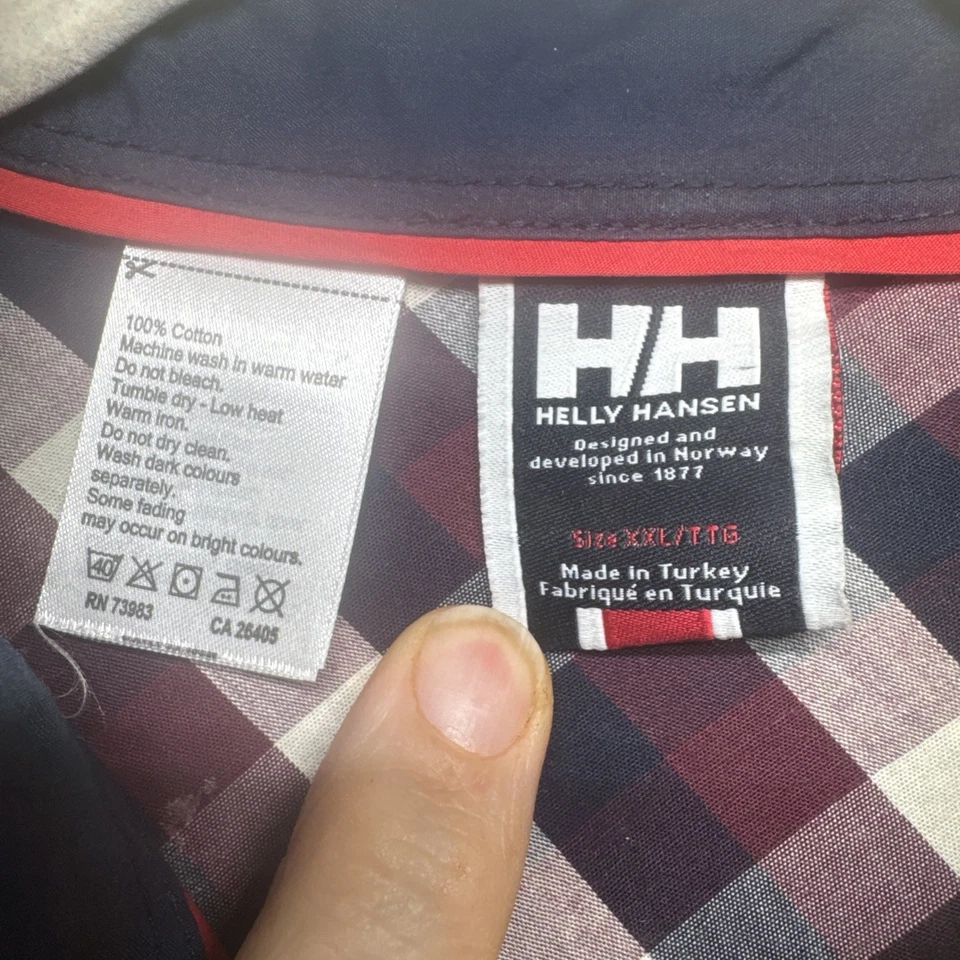 100% Cotton
Machine wash in warm water
Do not bleach.
Tumble dry - Low heat
Warm Iron.
Do not dry clean.
Wash dark colours
separately.
Some fading
may occur on bright colours.
40
RN 73983 CA 26405
HH
HELLY HANSEN
Designed and
developed in Norway
since 1877
Size XXL/TTG
Made in Turkey
Fabriqué en Turquie